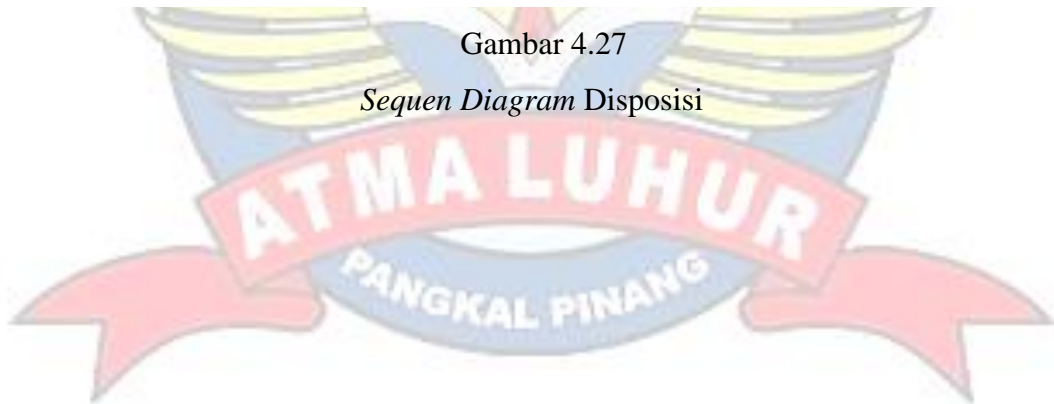 Gambar 4.27
Sequen Diagram Disposisi
ATMA LUHUR
PANGKAL PINANG